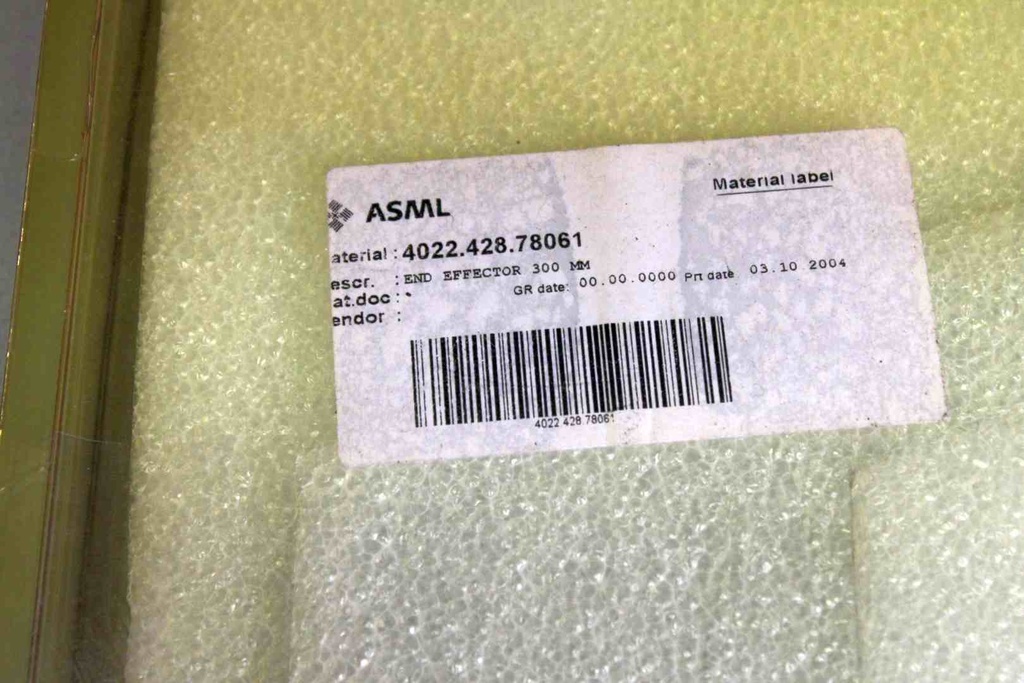 Material label
ASML
aterial : 4022.428.78061
escr. : END EFFECTOR 300 MM
at.doc : GR date: 00.00.0000 Prt date 03.10 2004
endor :
4022 428.78061